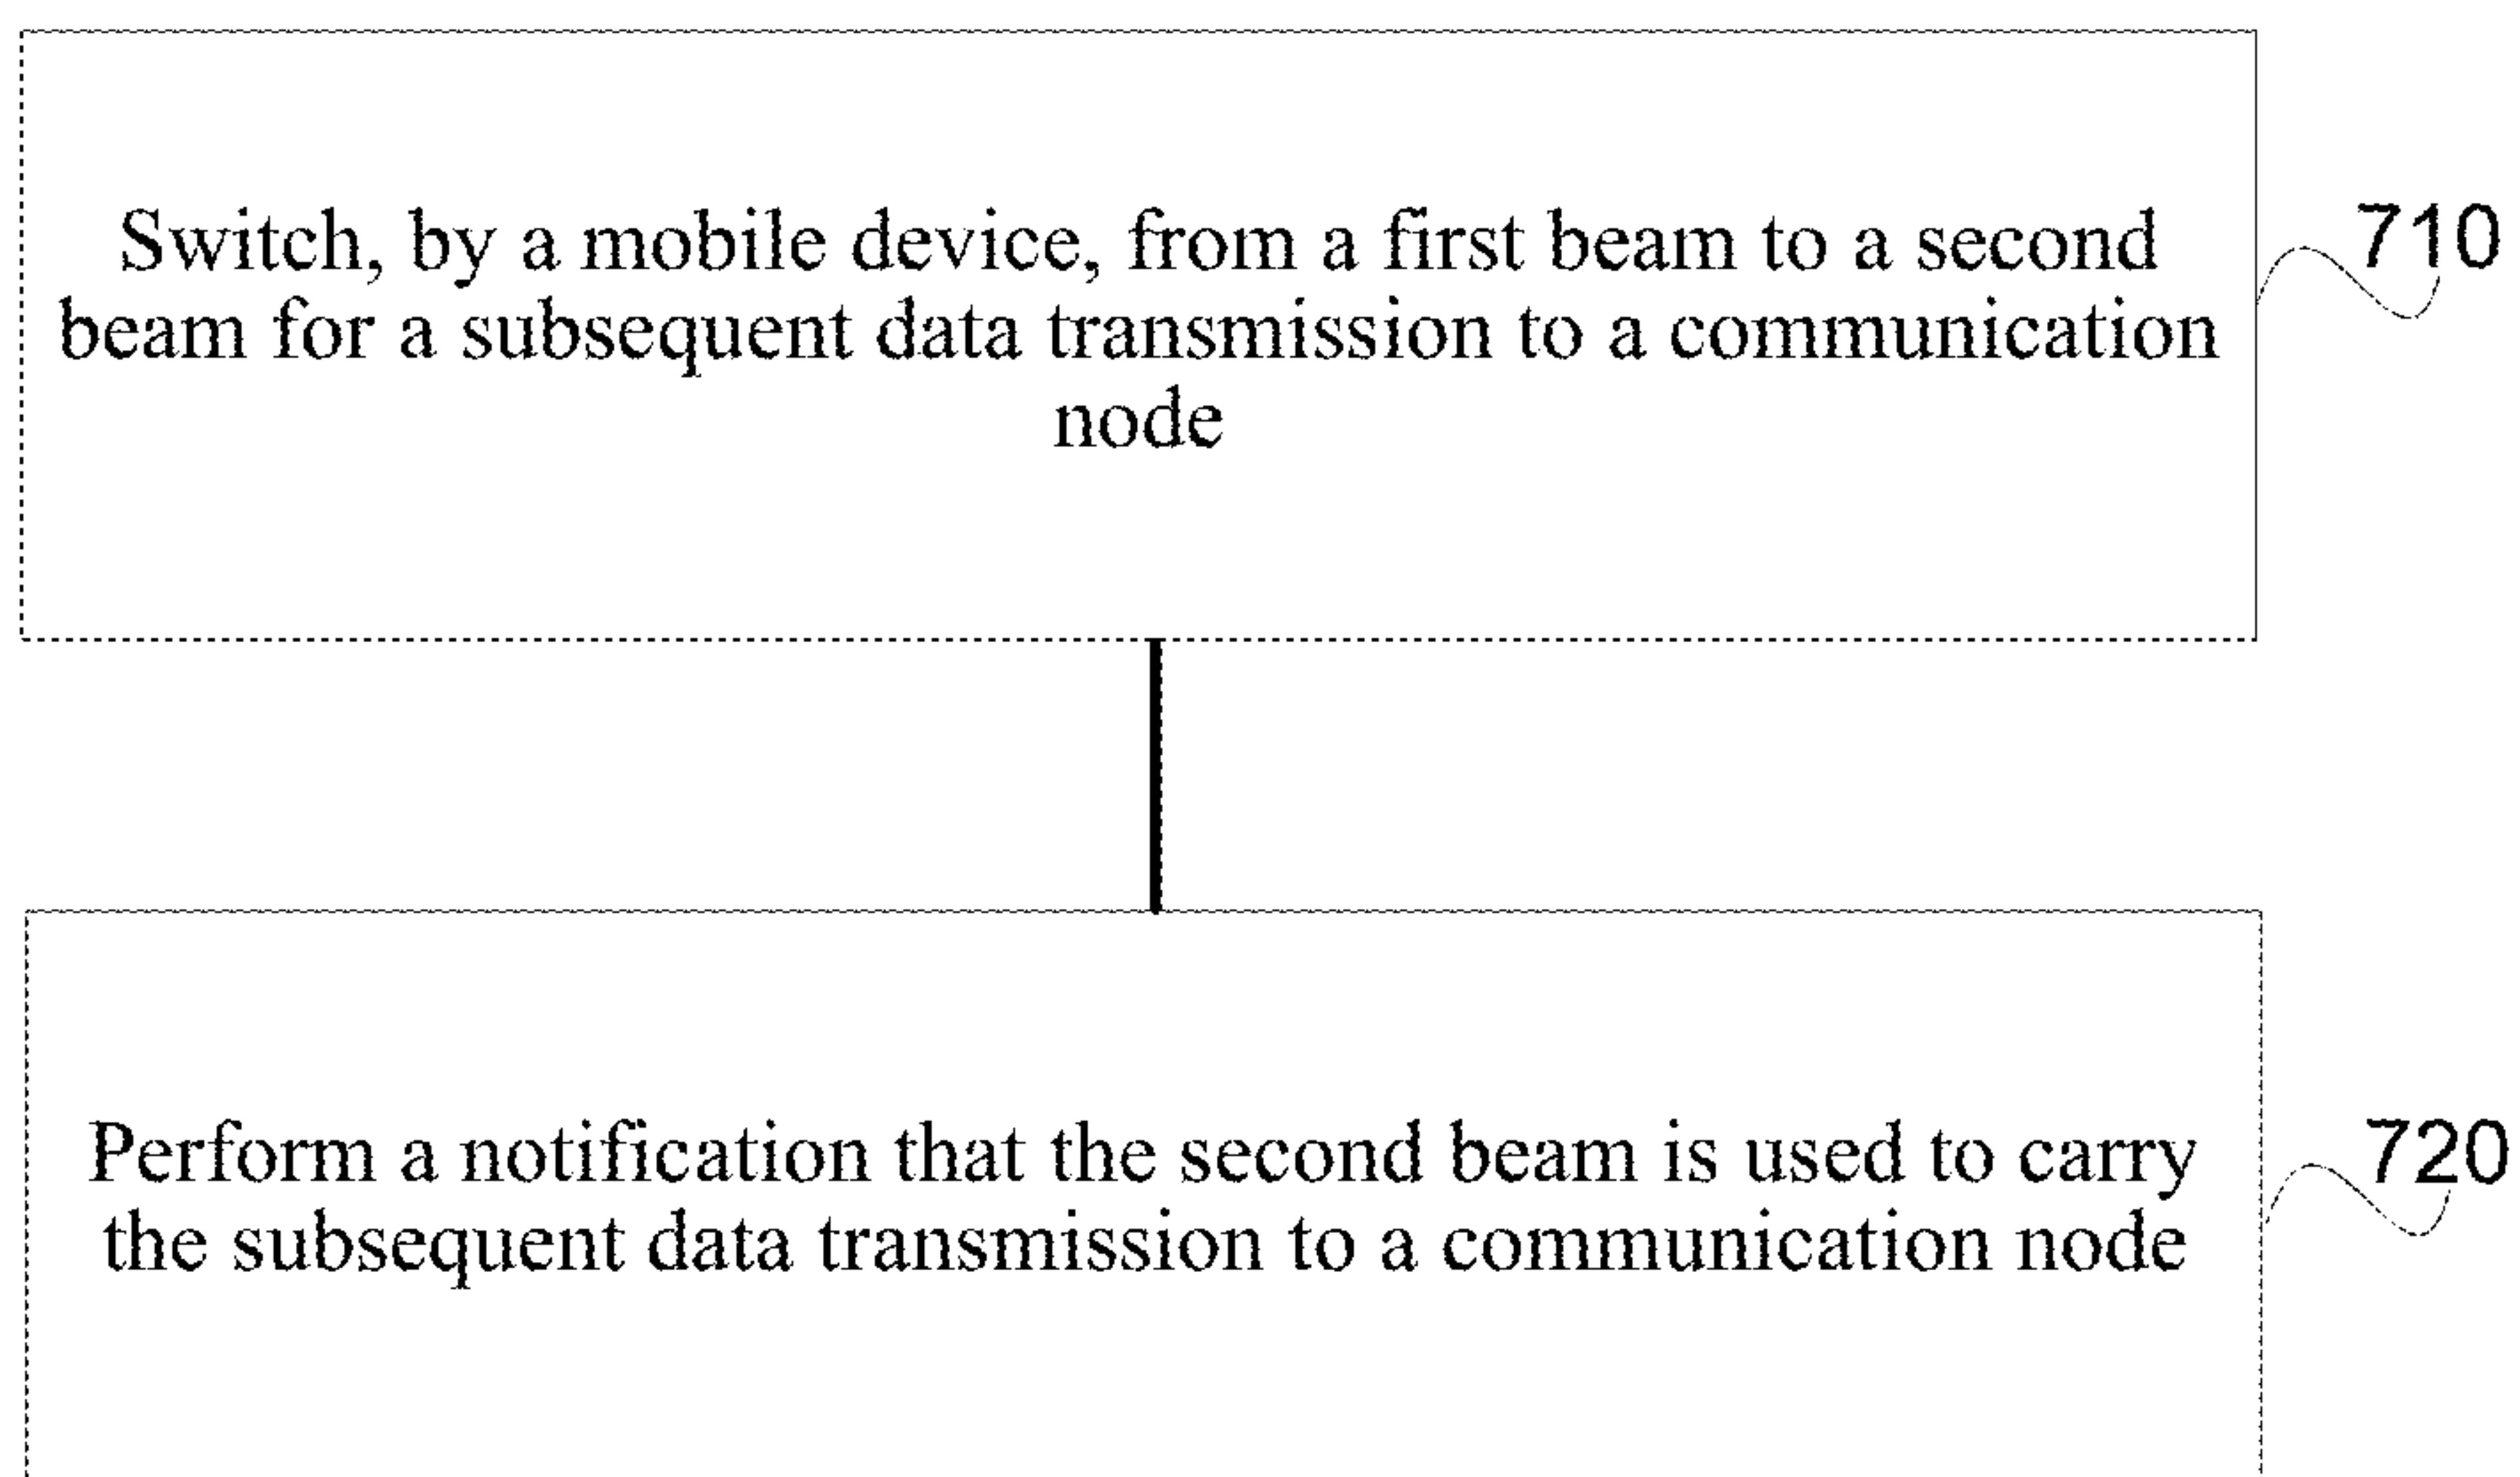 Switch, by a mobile device, from a first beam to a second
beam for a subsequent data transmission to a communication
node
710
Perform a notification that the second beam is used to carry
the subsequent data transmission to a communication node
720